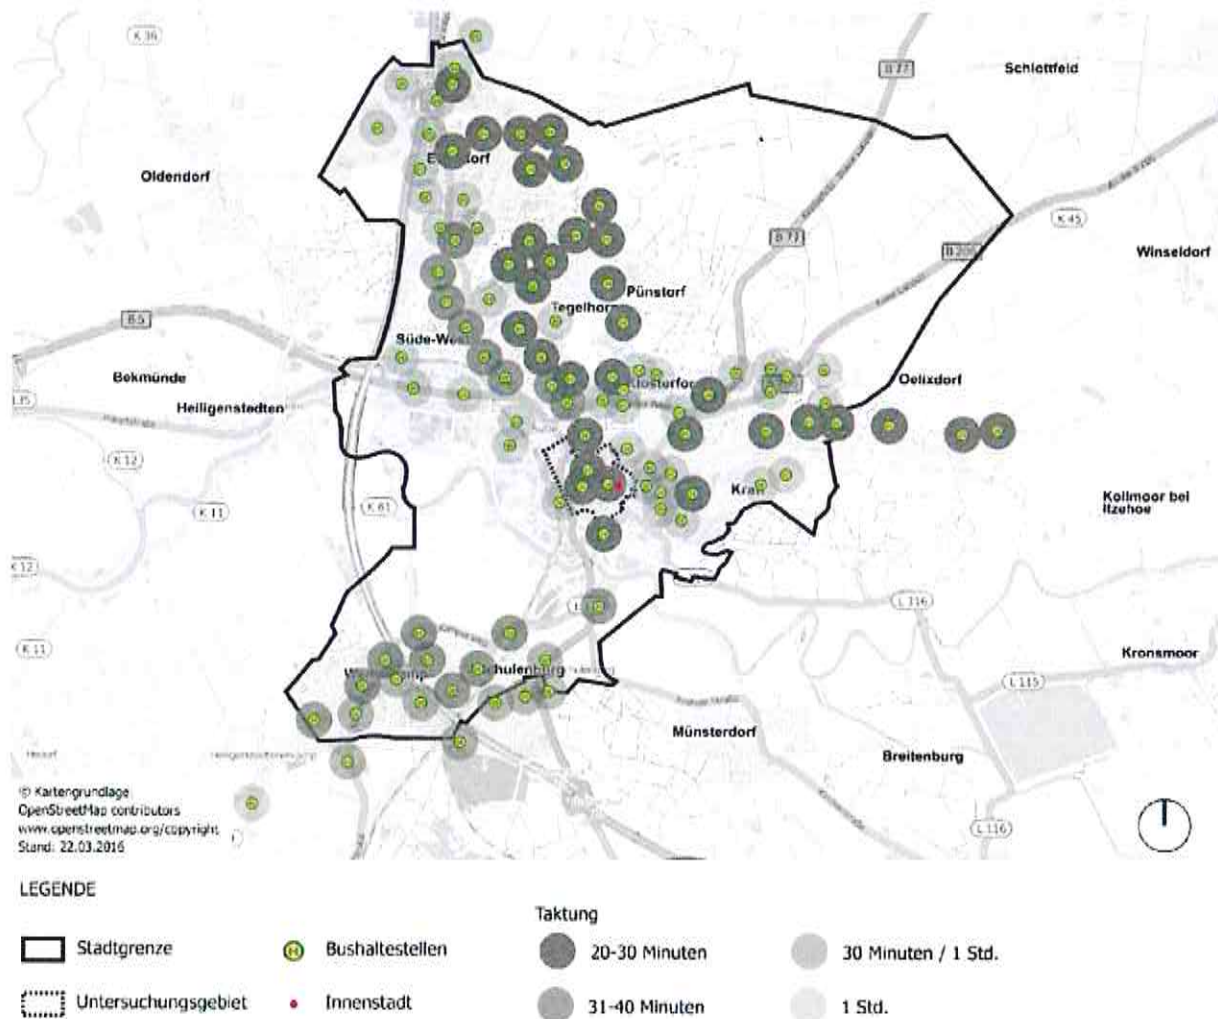 K 36
B 77
Schlottfeld
Oldendorf
K 45
B 77
B 206
Winseldorf
Pünstorf
Tegelhörn
B 5
Süde-West
Bekmünde
Oelixdorf
Heiligenstedten
Klosterforst
K 12
K 61
K 11
Kollmoor bei
Itzehoe
K 12
L 116
K 11
Kronsmoor
L 115
Münsterdorf
Breitenburg
L 116
© Kartengrundlage
OpenStreetMap contributors
www.openstreetmap.org/copyright
Stand: 22.03.2016
LEGENDE
Stadtgrenze
Bushaltestellen
Untersuchungsgebiet
Innenstadt
Taktung
20-30 Minuten
31-40 Minuten
30 Minuten / 1 Std.
1 Std.